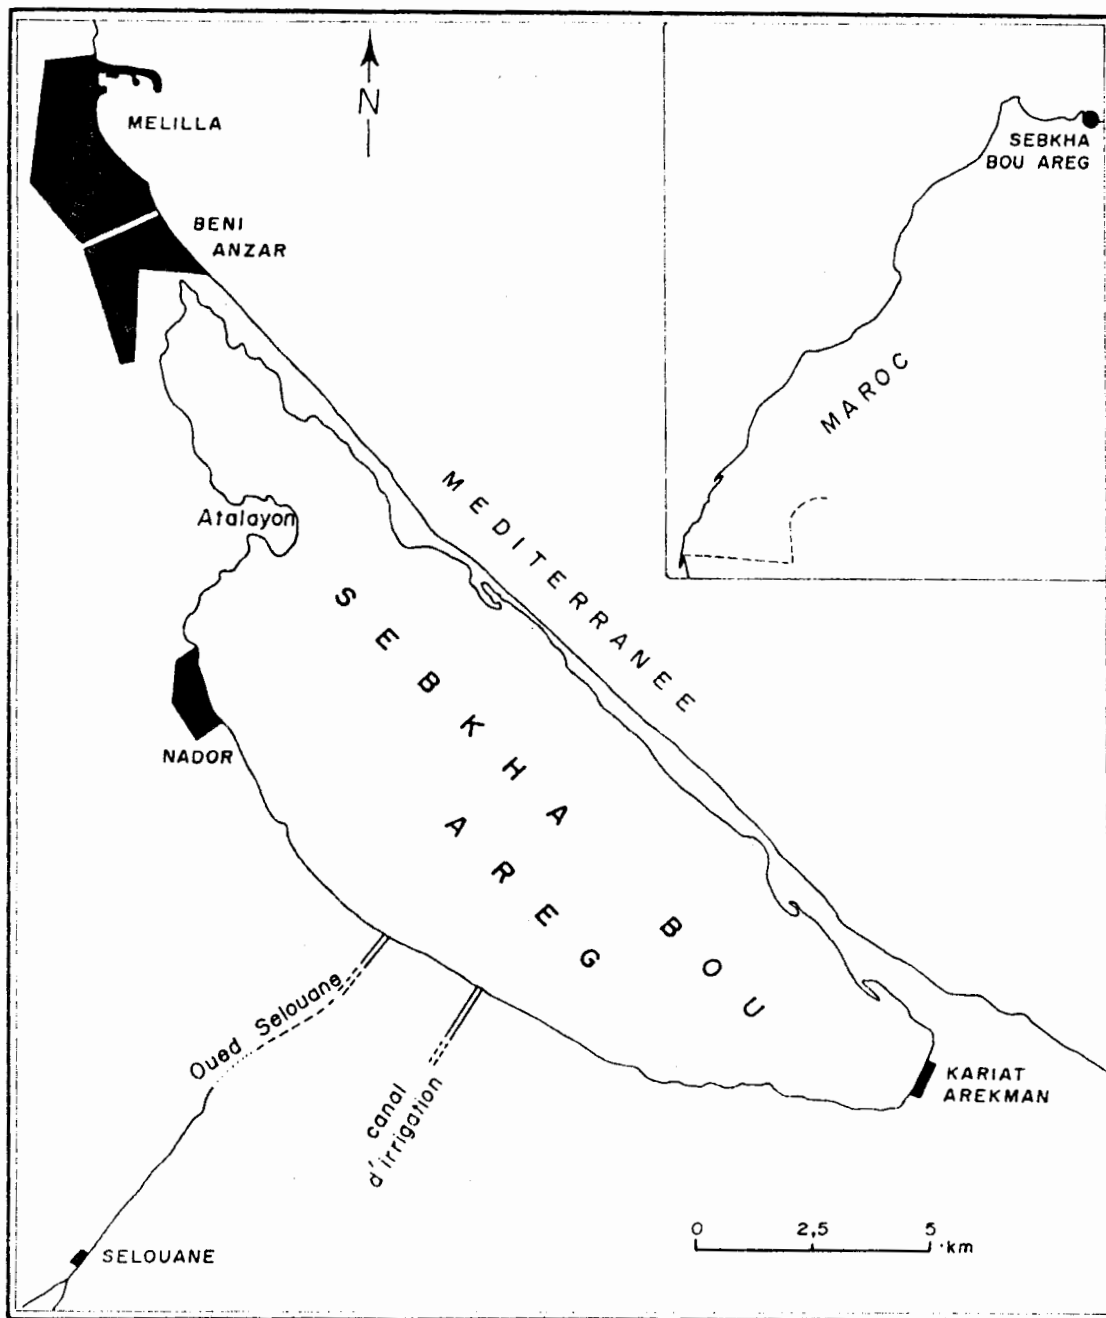 N
MELILLA
BENI
ANZAR
SEBKHA
BOU AREG
MAROC
MEDITERRANEE
Atalayon
SEBKHA BOU
AREG
NADOR
Oued Selouane
canal
d'irrigation
KARIAT
AREKMAN
SELOUANE
0 2,5 5
km